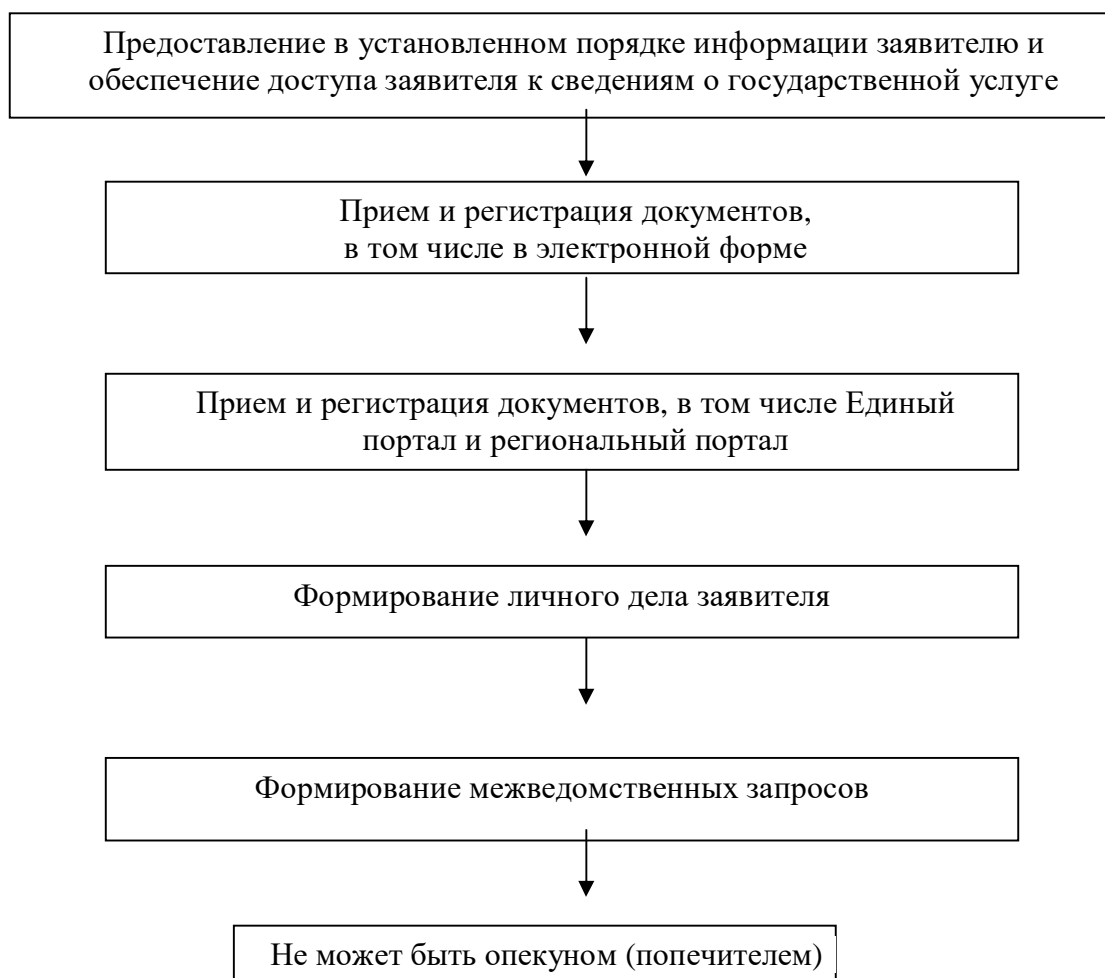 Предоставление в установленном порядке информации заявителю и
обеспечение доступа заявителя к сведениям о государственной услуге
Прием и регистрация документов,
в том числе в электронной форме
Прием и регистрация документов, в том числе Единый
портал и региональный портал
Формирование личного дела заявителя
Формирование межведомственных запросов
Не может быть опекуном (попечителем)